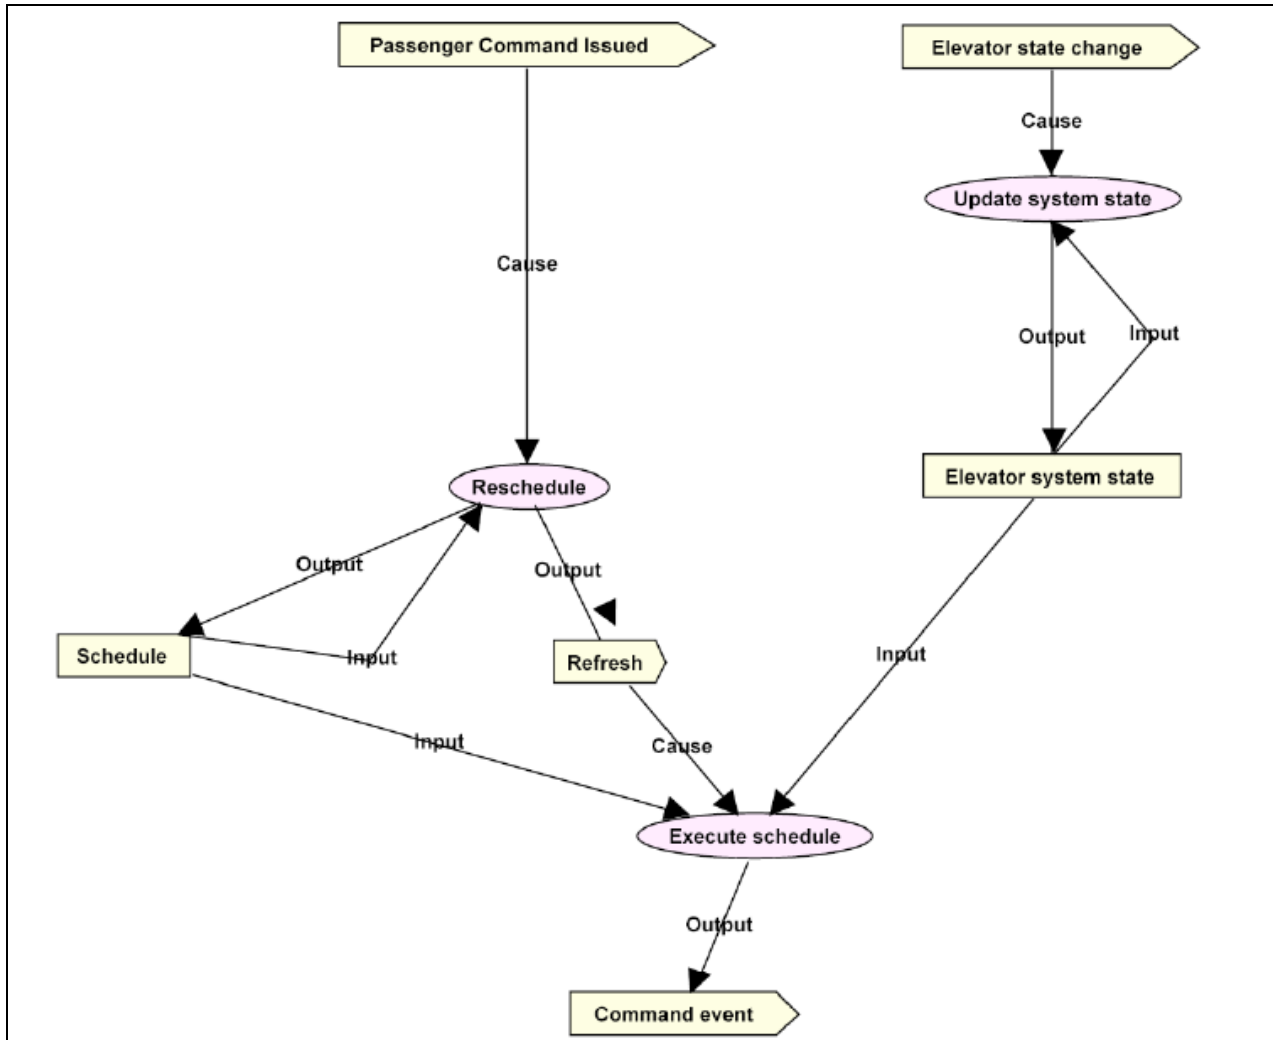 Passenger Command Issued
Elevator state change
Cause
Update system state
Cause
Output
Input
Elevator system state
Reschedule
Output
Output
Schedule
Input
Refresh
Input
Input
Cause
Execute schedule
Output
Command event